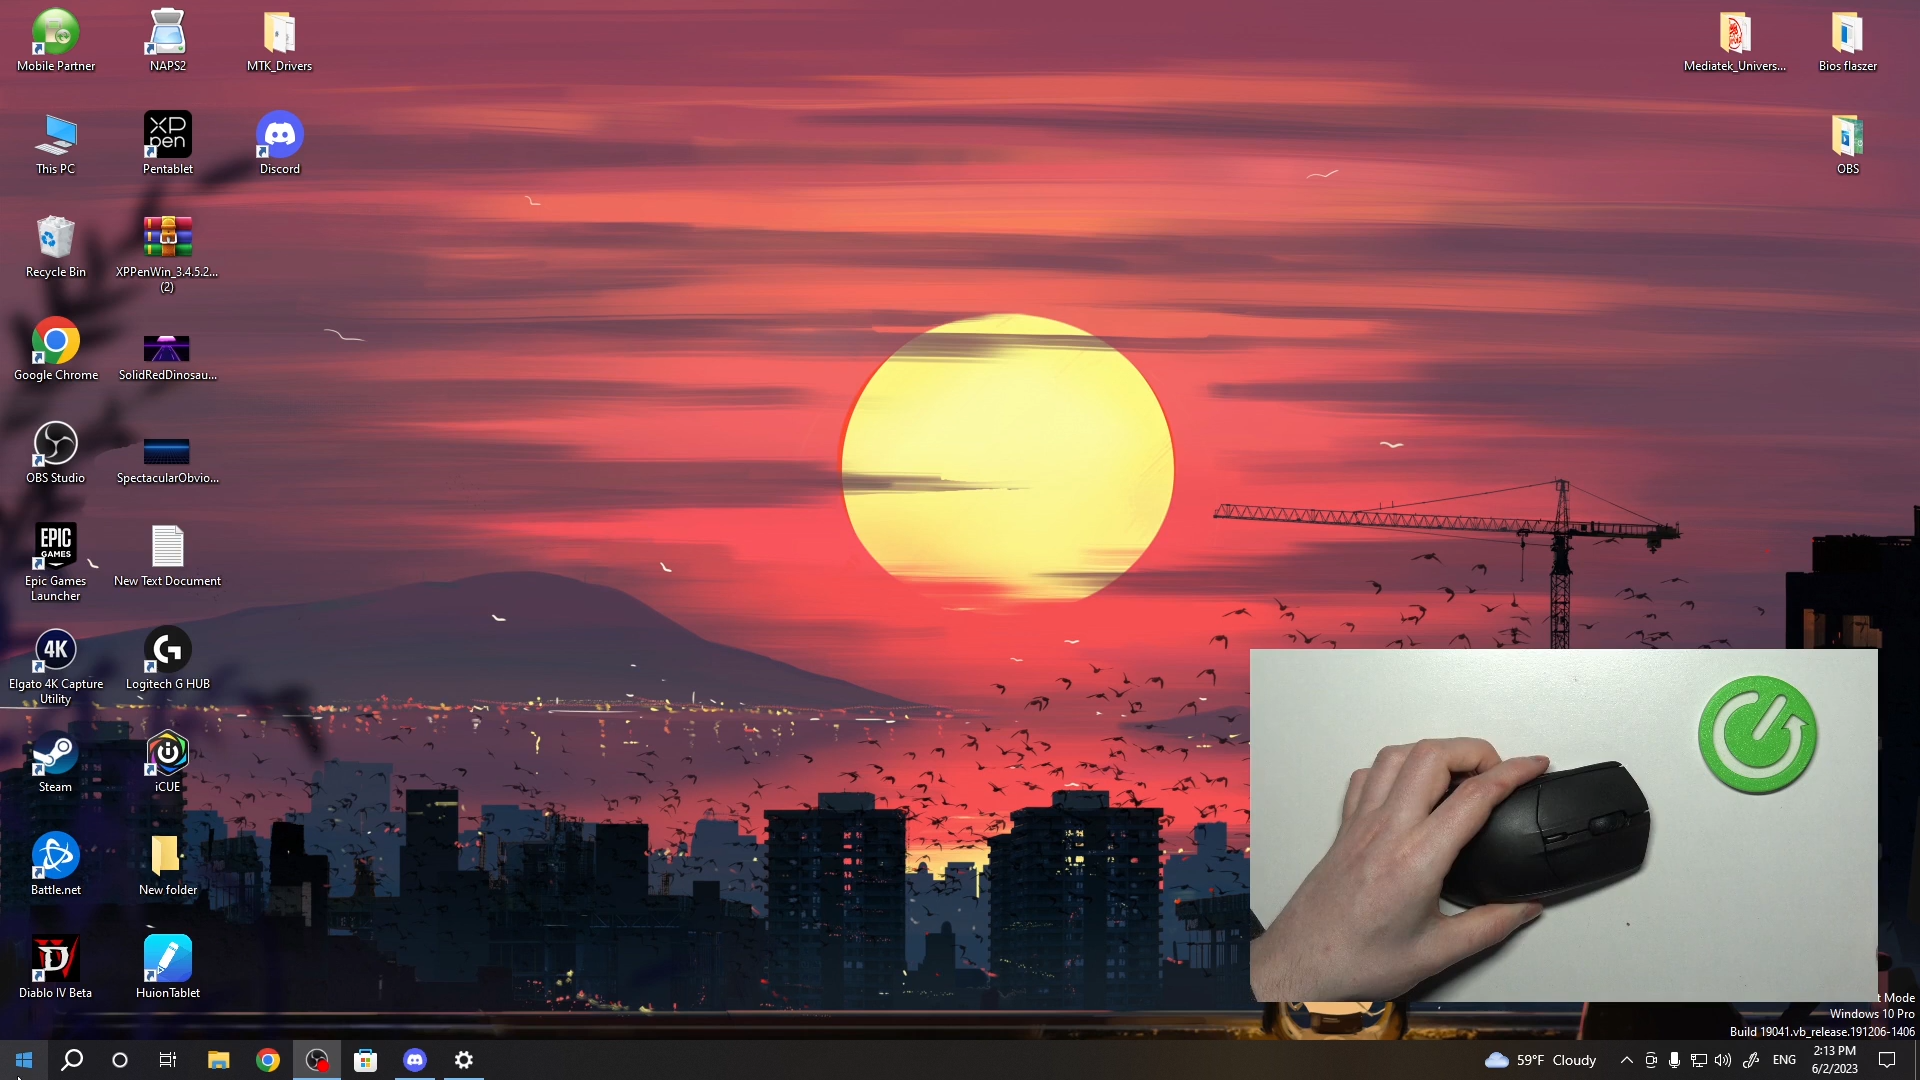 Mobile Partner
NAPS2
MTK_Drivers
Mediatek_Univers...
Bios flaszer
XP
pen
This PC
Pentablet
Discord
OBS
Recycle Bin
XPPenWin_3.4.5.2...
(2)
Google Chrome
SolidRedDinosau...
OBS Studio
SpectacularObvio...
EPIC
GAMES
Epic Games
Launcher
New Text Document
4K
Elgato 4K Capture
Utility
Logitech G HUB
Steam
iCUE
Battle.net
New folder
Diablo IV Beta
HuionTablet
t Mode
Windows 10 Pro
Build 19041.vb_release.191206-1406
59°F Cloudy
ENG
2:13 PM
6/2/2023